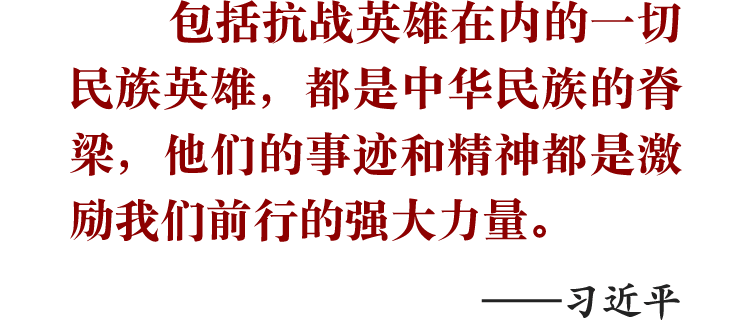 包括抗战英雄在内的一切
民族英雄，都是中华民族的脊
梁，他们的事迹和精神都是激
励我们前行的强大力量。
——习近平